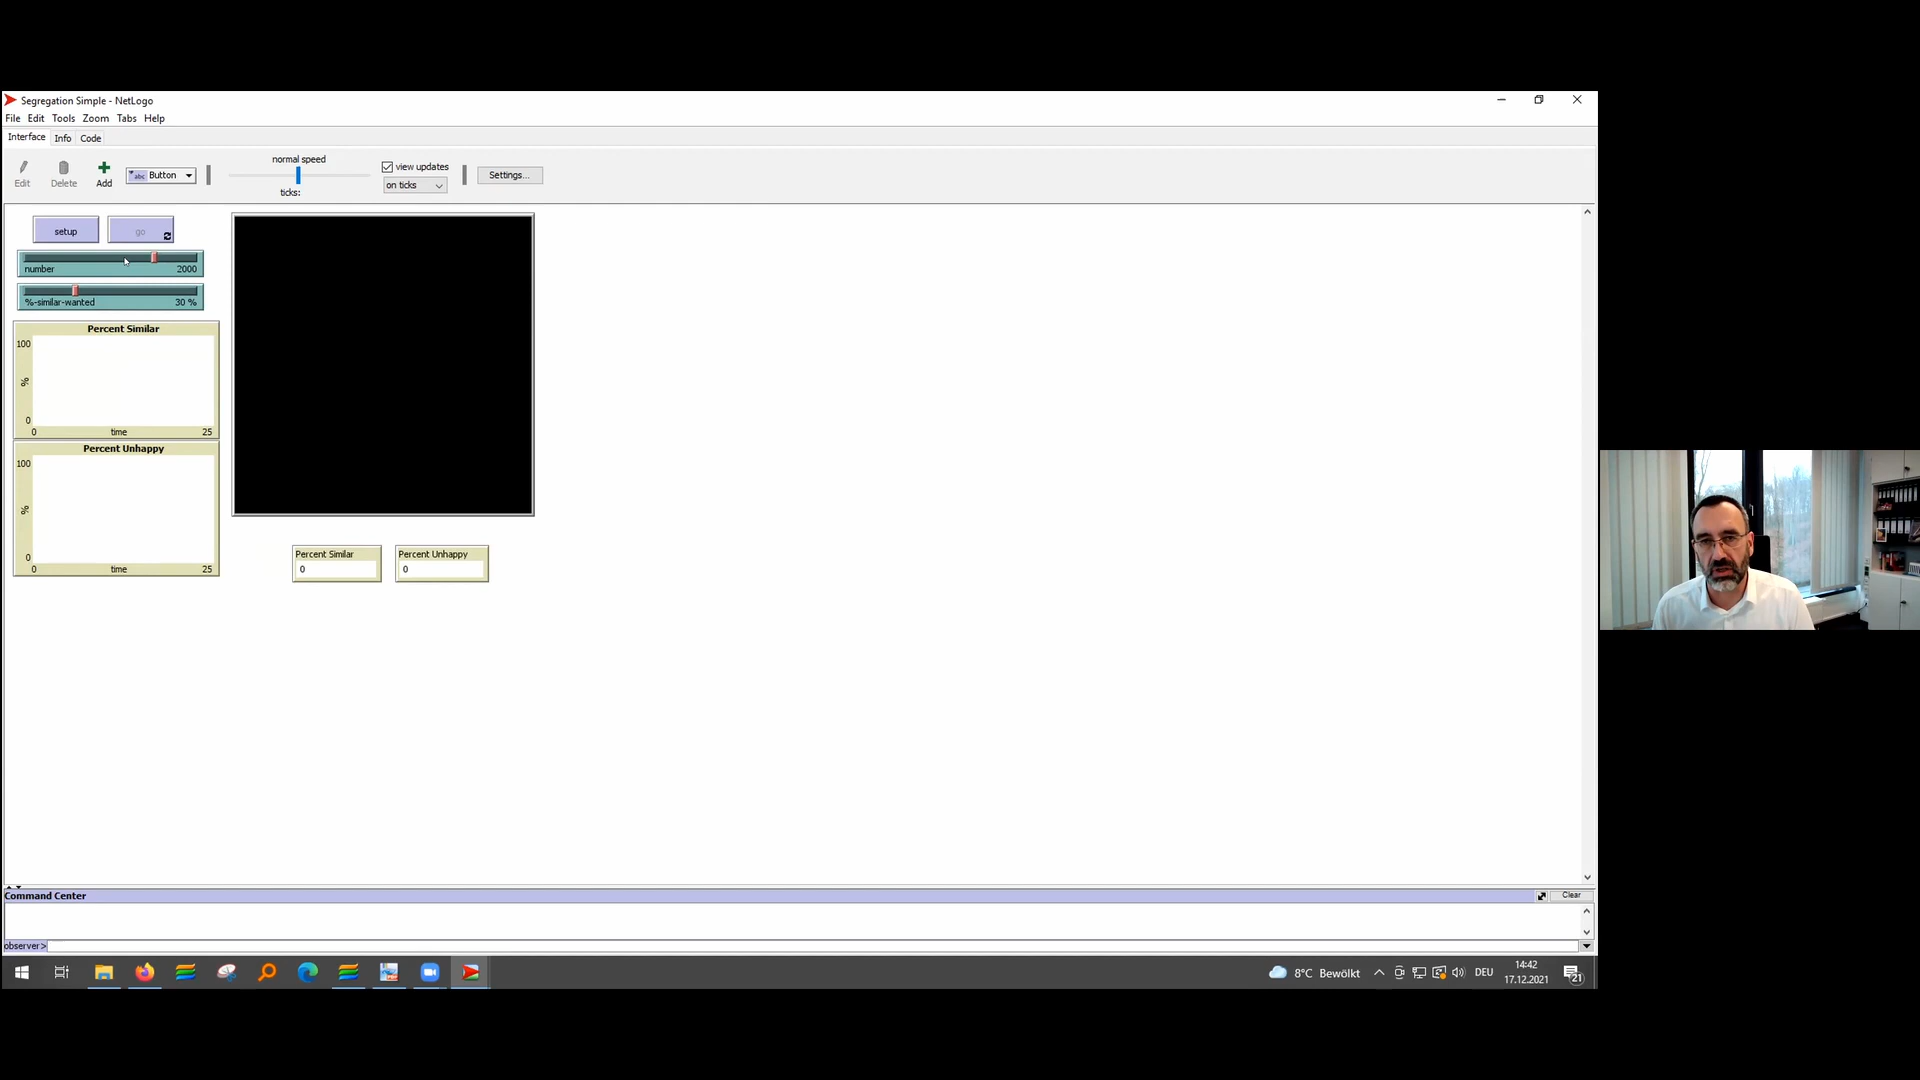 Segregation Simple - NetLogo
File Edit Tools Zoom Tabs Help
Interface Info Code
Edit Delete Add abc Button normal speed ticks: view updates on ticks Settings...
setup go
number 2000
%-similar-wanted 30 %
Percent Similar
100
%
0
0 time 25
Percent Unhappy
100
%
0
0 time 25
Percent Similar
0
Percent Unhappy
0
Command Center Clear
observer>
8°C Bewölkt DEU 14:42
17.12.2021
21